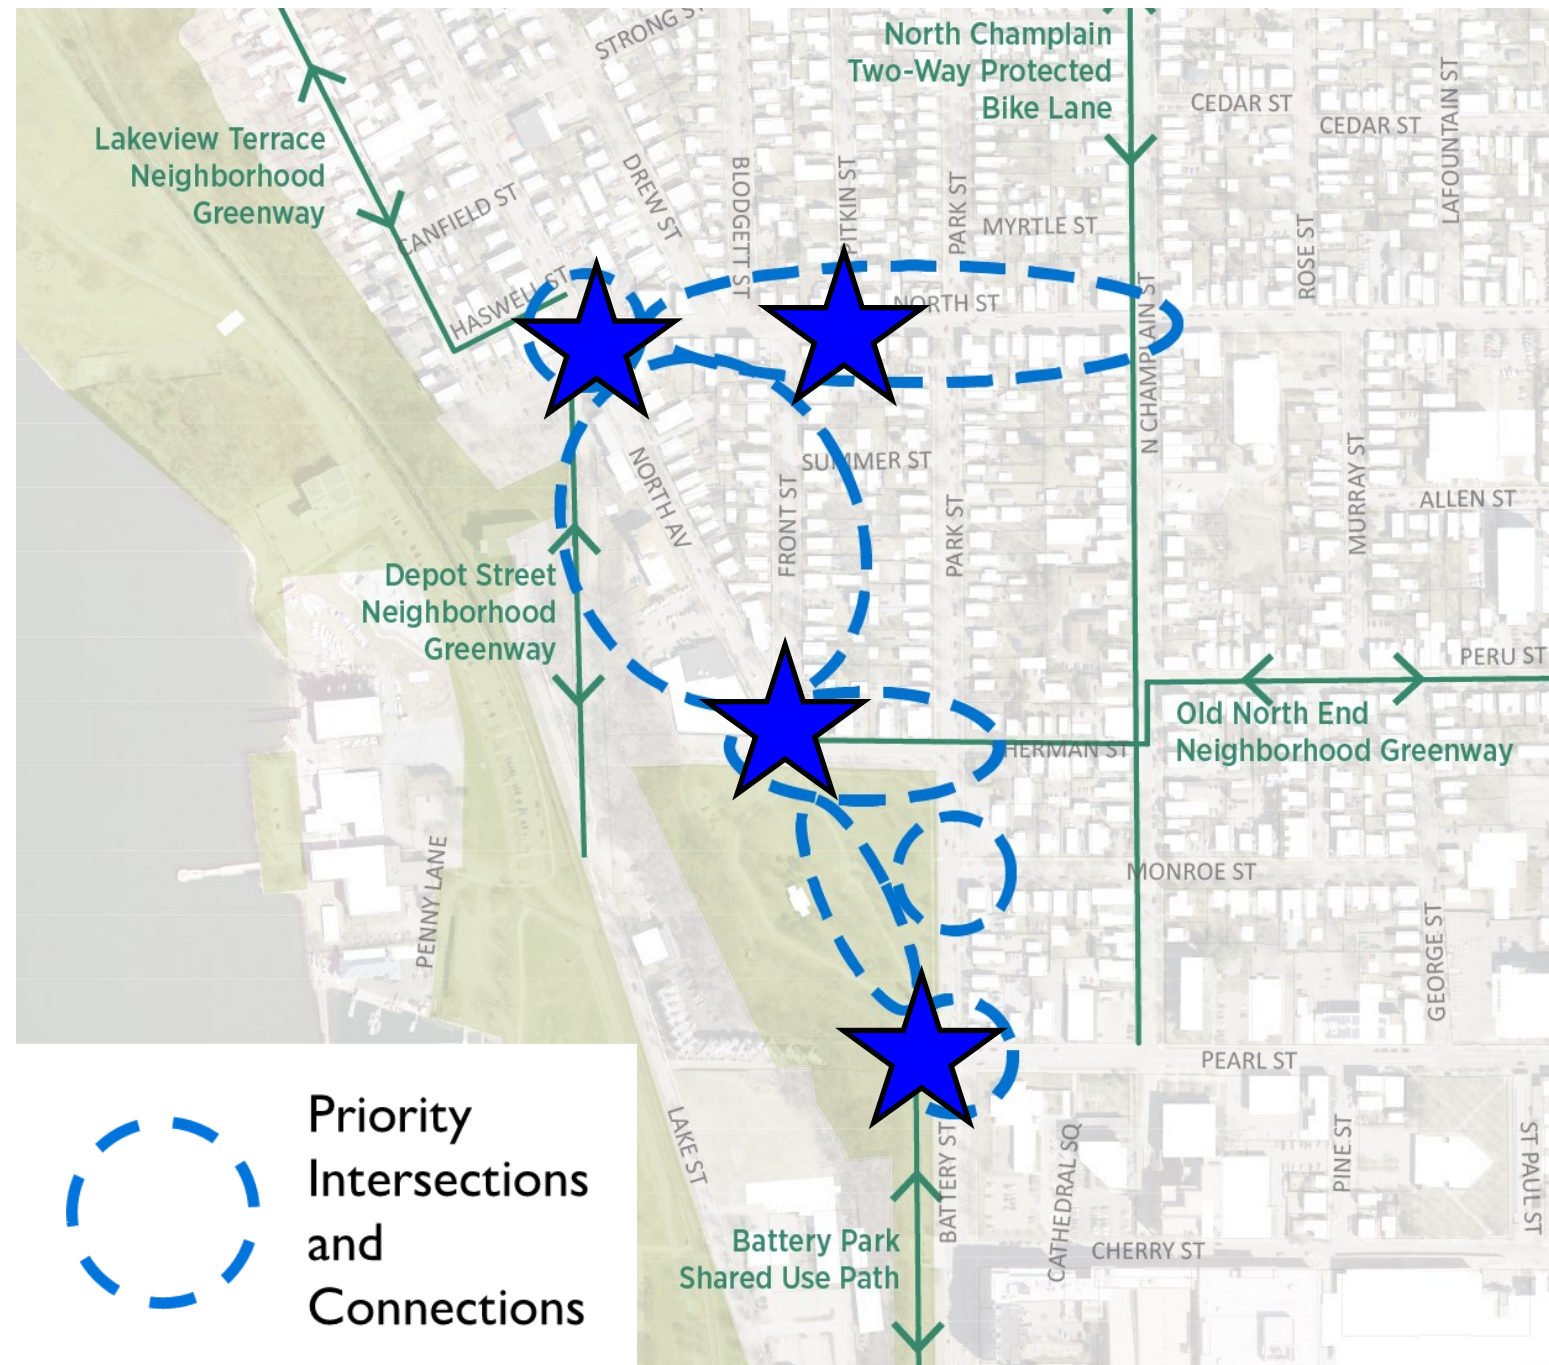 STRONG ST
North Champlain
Two-Way Protected
Bike Lane
CEDAR ST
CEDAR ST
LAFOUNTAIN ST
Lakeview Terrace
Neighborhood
Greenway
CANFIELD ST
DREW ST
BLODGETT ST
PITKIN ST
PARK ST
MYRTLE ST
ROSE ST
HASWELL ST
NORTH ST
N CHAMPLAIN ST
NORTH AV
SUMMER ST
FRONT ST
PARK ST
MURRAY ST
ALLEN ST
Depot Street
Neighborhood
Greenway
PERU ST
Old North End
Neighborhood Greenway
HERMAN ST
PENNY LANE
MONROE ST
GEORGE ST
PEARL ST
LAKE ST
BATTERY ST
CATHEDRAL SQ
PINE ST
ST PAUL ST
CHERRY ST
Battery Park
Shared Use Path
Priority
Intersections
and
Connections